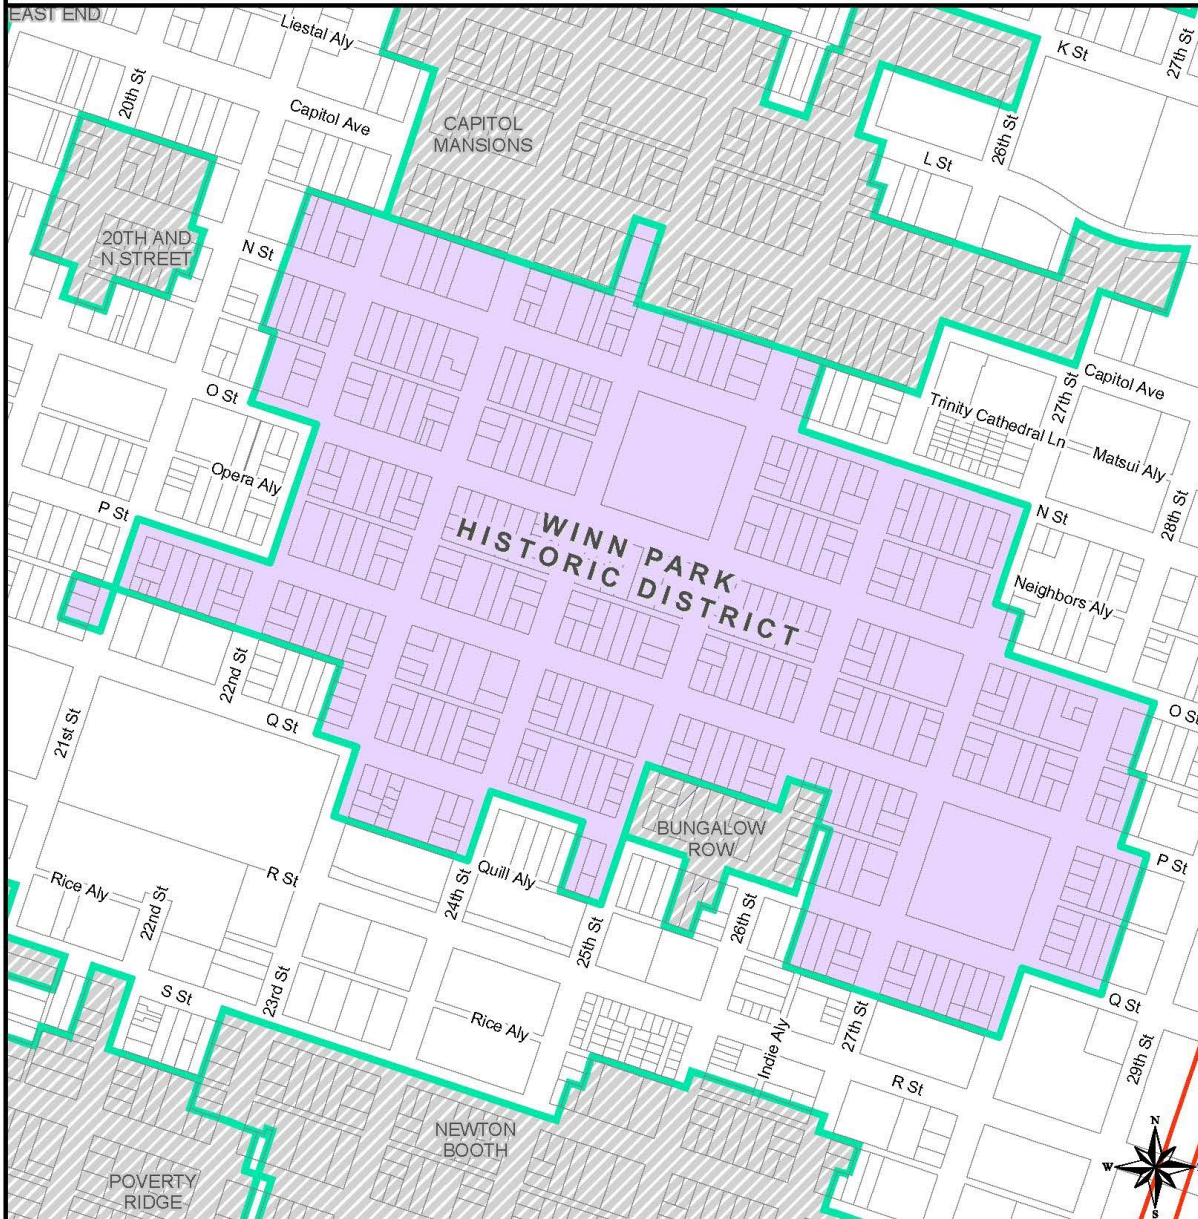 EAST END
Liestal Aly
K St
27th St
20th St
Capitol Ave
CAPITOL
MANSIONS
26th St
L St
20TH AND
N STREET
N St
Capitol Ave
27th St
O St
Trinity Cathedral Ln
Matsui Aly
Opera Aly
28th St
P St
N St
WINN PARK
HISTORIC DISTRICT
Neighbors Aly
22nd St
O St
21st St
Q St
BUNGALOW
ROW
P St
Rice Aly
R St
24th St
Quill Aly
22nd St
26th St
25th St
S St
23rd St
Q St
Rice Aly
27th St
Indie Aly
29th St
R St
NEWTON
BOOTH
N
W
S
POVERTY
RIDGE